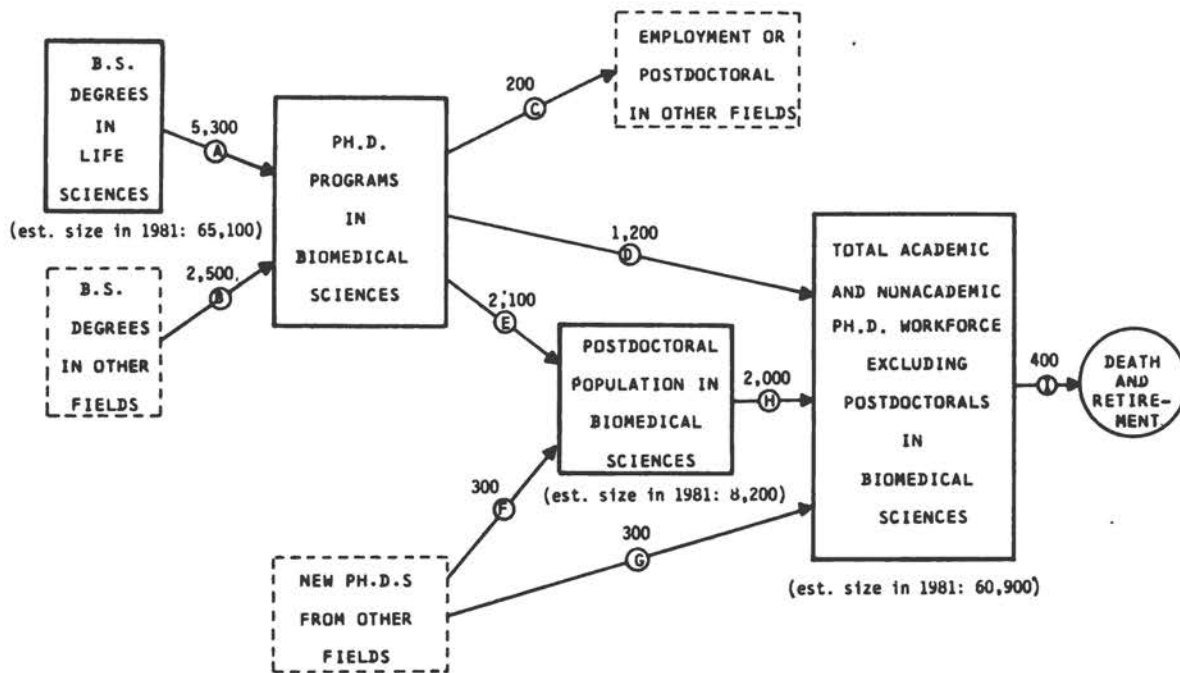 B.S.
DEGREES
IN
LIFE
SCIENCES
(est. size in 1981: 65,100)
5,300
A
B.S.
DEGREES
IN OTHER
FIELDS
2,500
B
PH.D.
PROGRAMS
IN
BIOMEDICAL
SCIENCES
200
C
EMPLOYMENT OR
POSTDOCTORAL
IN OTHER FIELDS
1,200
D
2,100
E
POSTDOCTORAL
POPULATION IN
BIOMEDICAL
SCIENCES
(est. size in 1981: 8,200)
300
F
NEW PH.D.S
FROM OTHER
FIELDS
300
G
2,000
H
TOTAL ACADEMIC
AND NUNACADEMIC
PH.D. WORKFORCE
EXCLUDING
POSTDOCTORALS
IN
BIOMEDICAL
SCIENCES
(est. size in 1981: 60,900)
400
I
DEATH
AND
RETIRE-
MENT